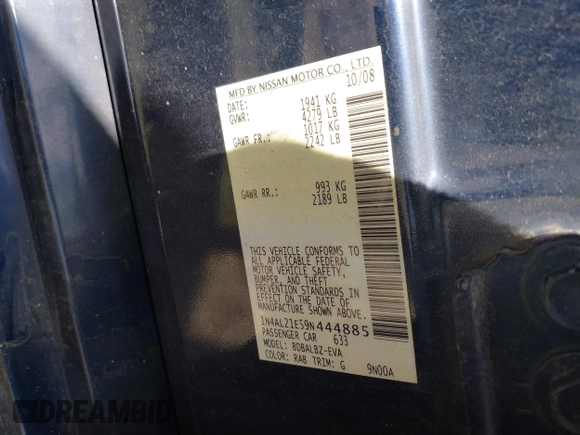 MFD BY NISSAN MOTOR CO., LTD.
DATE: 10/08
GVWR: 1941 KG
4279 LB
GAWR FR.: 1017 KG
2242 LB
GAWR RR.: 993 KG
2189 LB
THIS VEHICLE CONFORMS TO
ALL APPLICABLE FEDERAL
MOTOR VEHICLE SAFETY,
BUMPER, AND THEFT
PREVENTION STANDARDS IN
EFFECT ON THE DATE OF
MANUFACTURE SHOWN ABOVE.
1N4AL21E59N444885
PASSENGER CAR 633
MODEL: BDBALBZ-EVA
COLOR: RAB TRIM: G 9N00A
DREAMBID